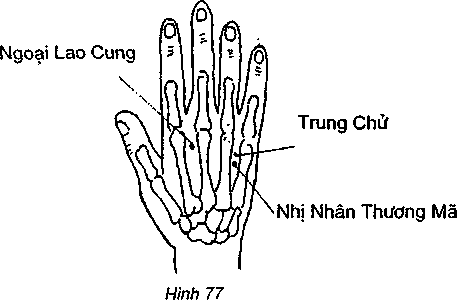 Ngoại Lao Cung
Trung Chử
Nhị Nhân Thương Mã
Hình 77